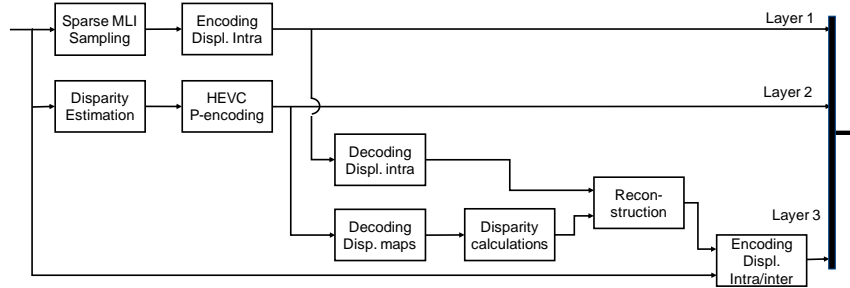 Sparse MLI
Sampling
Encoding
Displ. Intra
Layer 1
Disparity
Estimation
HEVC
P-encoding
Layer 2
Decoding
Displ. intra
Recon-
struction
Decoding
Disp. maps
Disparity
calculations
Layer 3
Encoding
Displ.
Intra/inter